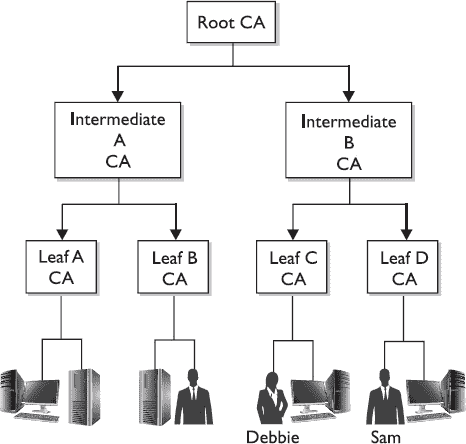 Root CA
Intermediate
A
CA
Intermediate
B
CA
Leaf A
CA
Leaf B
CA
Leaf C
CA
Leaf D
CA
Debbie
Sam